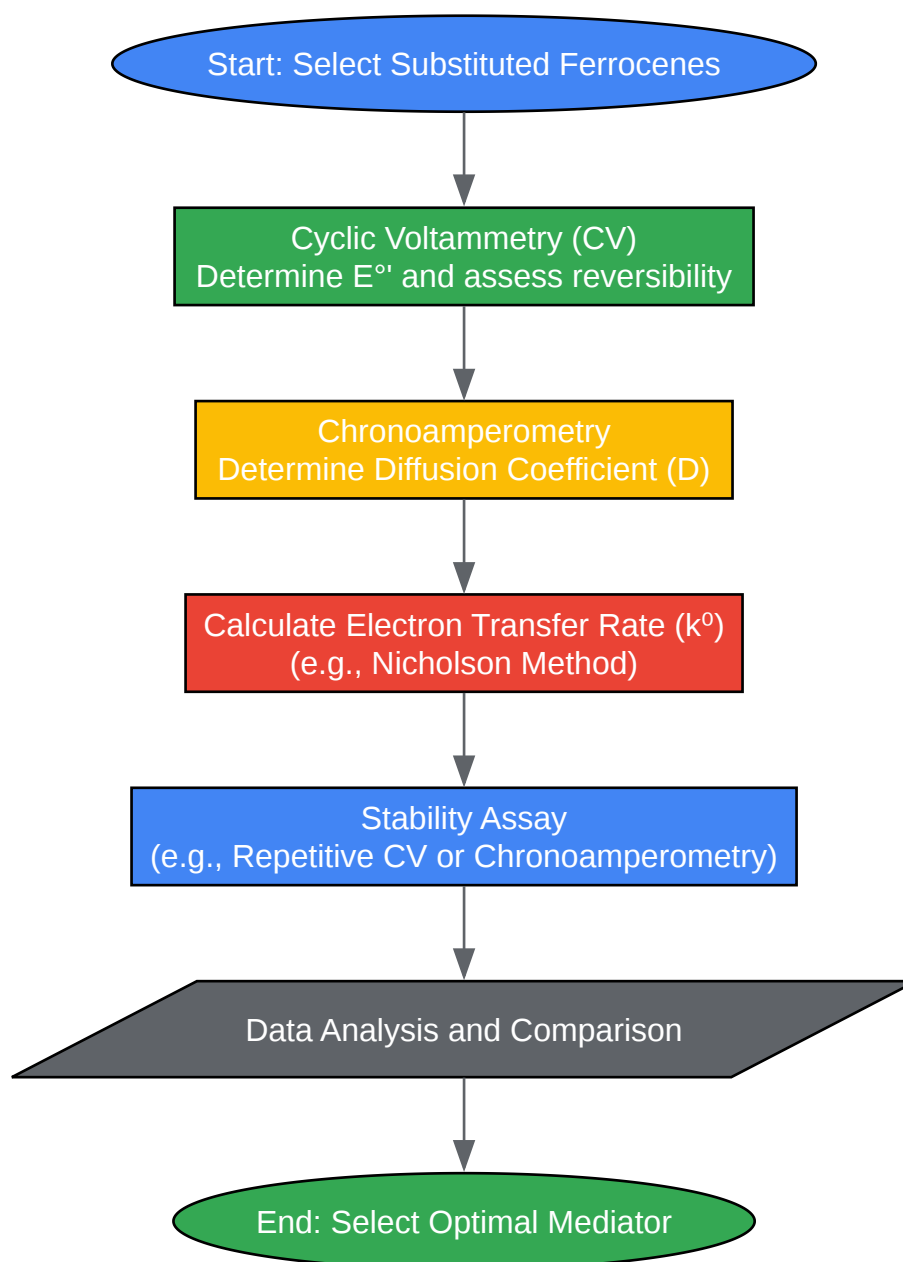 Start: Select Substituted Ferrocenes
Cyclic Voltammetry (CV)
Determine E°' and assess reversibility
Chronoamperometry
Determine Diffusion Coefficient (D)
Calculate Electron Transfer Rate (k⁰)
(e.g., Nicholson Method)
Stability Assay
(e.g., Repetitive CV or Chronoamperometry)
Data Analysis and Comparison
End: Select Optimal Mediator